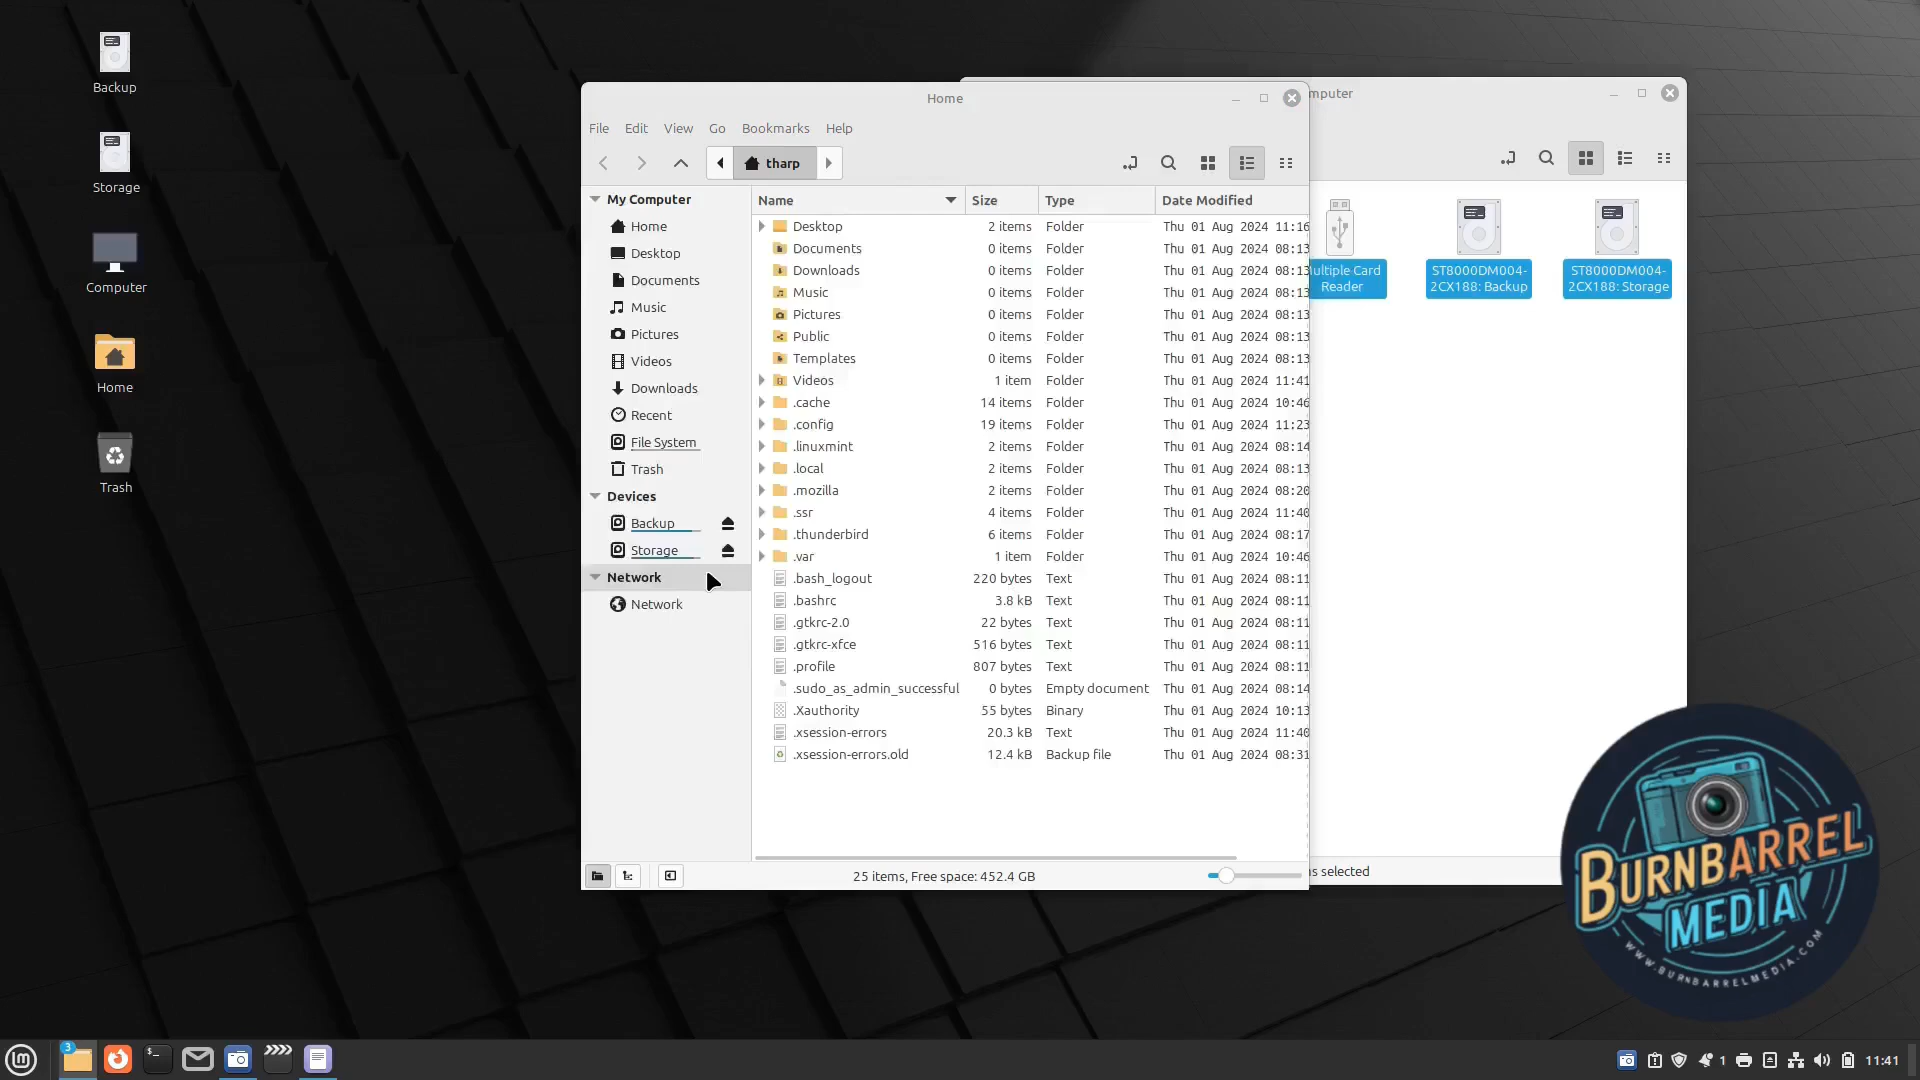 Backup
Storage
Computer
Home
Trash
Home
File Edit View Go Bookmarks Help
tharp
My Computer
Home
Desktop
Documents
Music
Pictures
Videos
Downloads
Recent
File System
Trash
Devices
Backup
Storage
Network
Network
Name Size Type Date Modified
Desktop 2 items Folder Thu 01 Aug 2024 11:16
Documents 0 items Folder Thu 01 Aug 2024 08:13
Downloads 0 items Folder Thu 01 Aug 2024 08:13
Music 0 items Folder Thu 01 Aug 2024 08:13
Pictures 0 items Folder Thu 01 Aug 2024 08:13
Public 0 items Folder Thu 01 Aug 2024 08:13
Templates 0 items Folder Thu 01 Aug 2024 08:13
Videos 1 item Folder Thu 01 Aug 2024 11:41
.cache 14 items Folder Thu 01 Aug 2024 10:46
.config 19 items Folder Thu 01 Aug 2024 11:23
.linuxmint 2 items Folder Thu 01 Aug 2024 08:14
.local 2 items Folder Thu 01 Aug 2024 08:13
.mozilla 2 items Folder Thu 01 Aug 2024 08:20
.ssr 4 items Folder Thu 01 Aug 2024 11:40
.thunderbird 6 items Folder Thu 01 Aug 2024 08:17
.var 1 item Folder Thu 01 Aug 2024 10:46
.bash_logout 220 bytes Text Thu 01 Aug 2024 08:11
.bashrc 3.8 kB Text Thu 01 Aug 2024 08:11
.gtkrc-2.0 22 bytes Text Thu 01 Aug 2024 08:11
.gtkrc-xfce 516 bytes Text Thu 01 Aug 2024 08:11
.profile 807 bytes Text Thu 01 Aug 2024 08:11
.sudo_as_admin_successful 0 bytes Empty document Thu 01 Aug 2024 08:14
.Xauthority 55 bytes Binary Thu 01 Aug 2024 10:13
.xsession-errors 20.3 kB Text Thu 01 Aug 2024 11:40
.xsession-errors.old 12.4 kB Backup file Thu 01 Aug 2024 08:31
25 items, Free space: 452.4 GB
mputer
ultiple Card
Reader
ST8000DM004-
2CX188: Backup
ST8000DM004-
2CX188: Storage
s selected
BURNBARREL
MEDIA
WWW.BURNBARRELMEDIA.COM
3
1
11:41